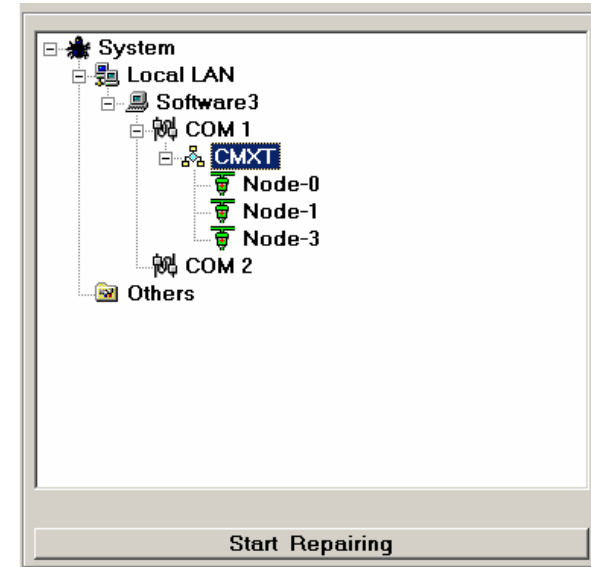 System
Local LAN
Software3
COM 1
CMXT
Node-0
Node-1
Node-3
COM 2
Others
Start Repairing